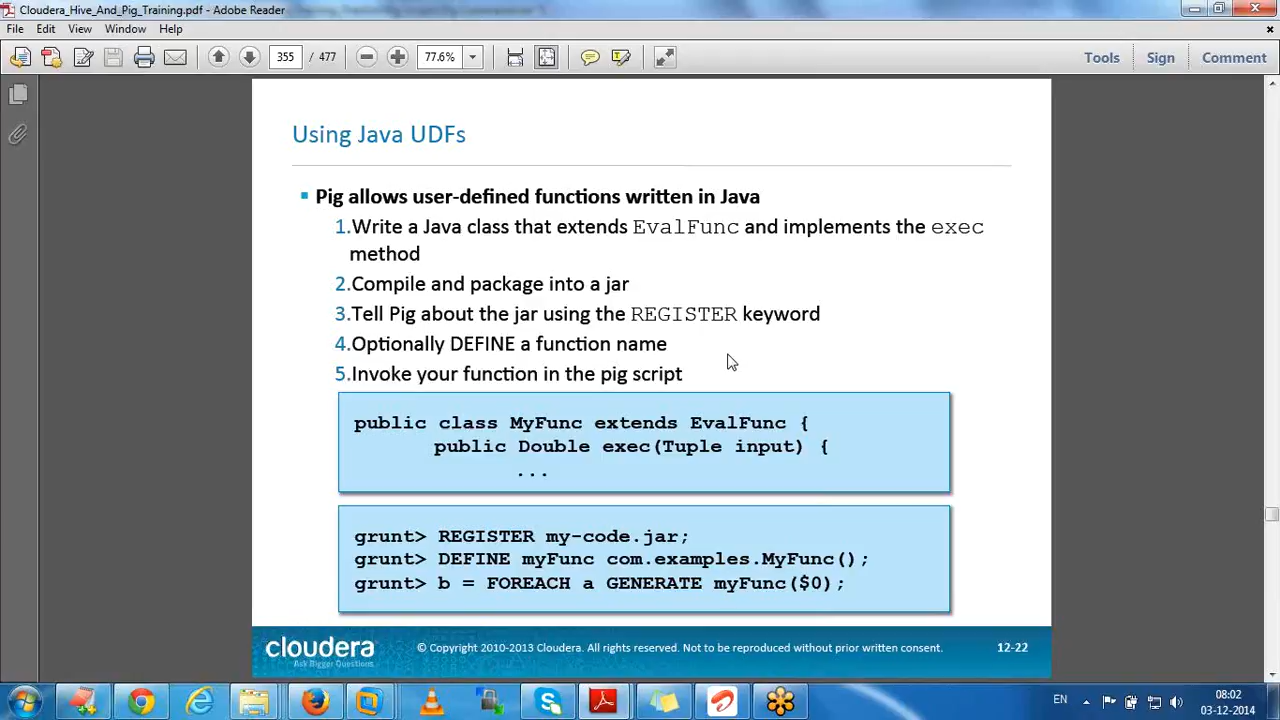 Cloudera_Hive_And_Pig_Training.pdf - Adobe Reader
File Edit View Window Help
355 / 477 77.6% Tools Sign Comment
Using Java UDFs
Pig allows user-defined functions written in Java
1.Write a Java class that extends EvalFunc and implements the exec
method
2.Compile and package into a jar
3.Tell Pig about the jar using the REGISTER keyword
4.Optionally DEFINE a function name
5.Invoke your function in the pig script
public class MyFunc extends EvalFunc {
public Double exec(Tuple input) {
...
grunt> REGISTER my-code.jar;
grunt> DEFINE myFunc com.examples.MyFunc();
grunt> b = FOREACH a GENERATE myFunc($0);
cloudera
Ask Bigger Questions
© Copyright 2010-2013 Cloudera. All rights reserved. Not to be reproduced without prior written consent.
12-22
EN
08:02
03-12-2014